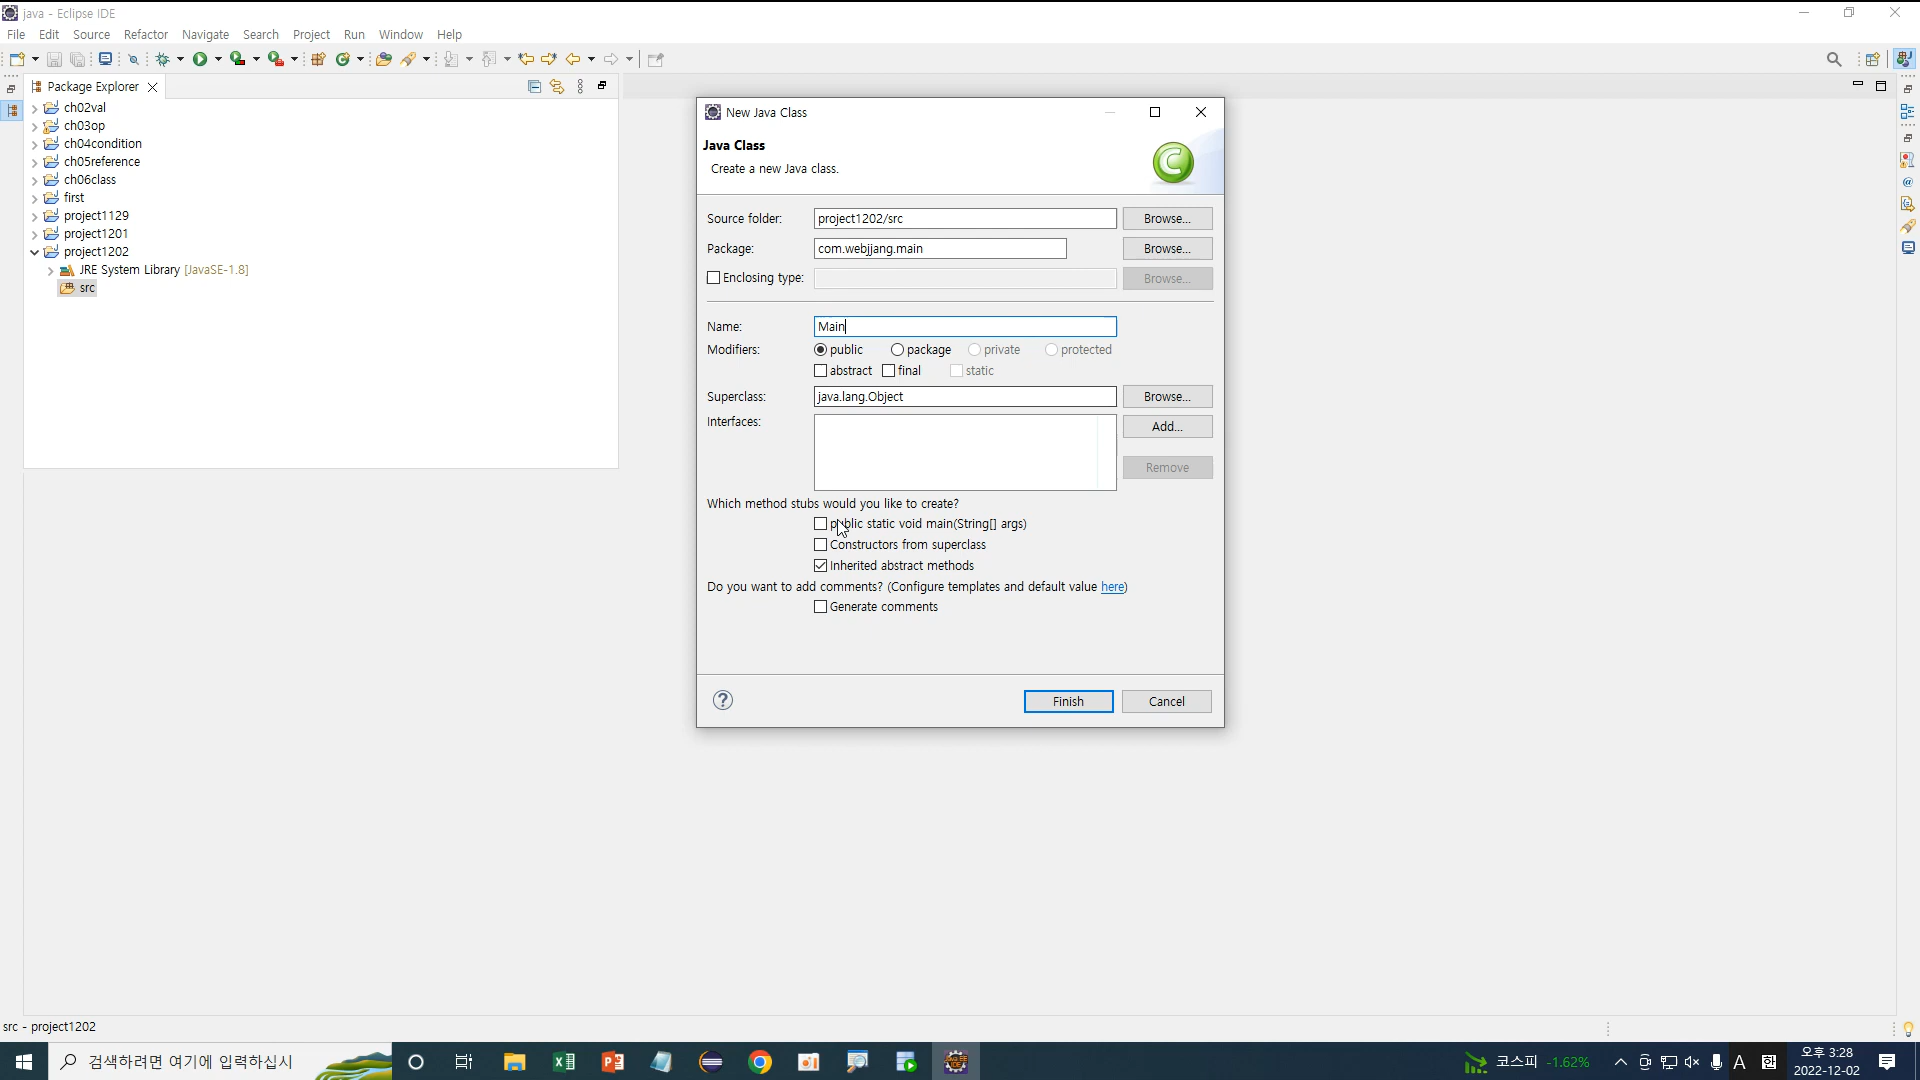 java - Eclipse IDE
File Edit Source Refactor Navigate Search Project Run Window Help
Package Explorer
ch02val
ch03op
ch04condition
ch05reference
ch06class
first
project1129
project1201
project1202
JRE System Library [JavaSE-1.8]
src
New Java Class
Java Class
Create a new Java class.
Source folder: project1202/src Browse...
Package: com.webjjang.main Browse...
Enclosing type: Browse...
Name: Main
Modifiers: public package private protected
abstract final static
Superclass: java.lang.Object Browse...
Interfaces: Add...
Remove
Which method stubs would you like to create?
public static void main(String[] args)
Constructors from superclass
Inherited abstract methods
Do you want to add comments? (Configure templates and default value here)
Generate comments
Finish Cancel
src - project1202
검색하려면 여기에 입력하십시
코스피 -1.62%
A
오후 3:28
2022-12-02